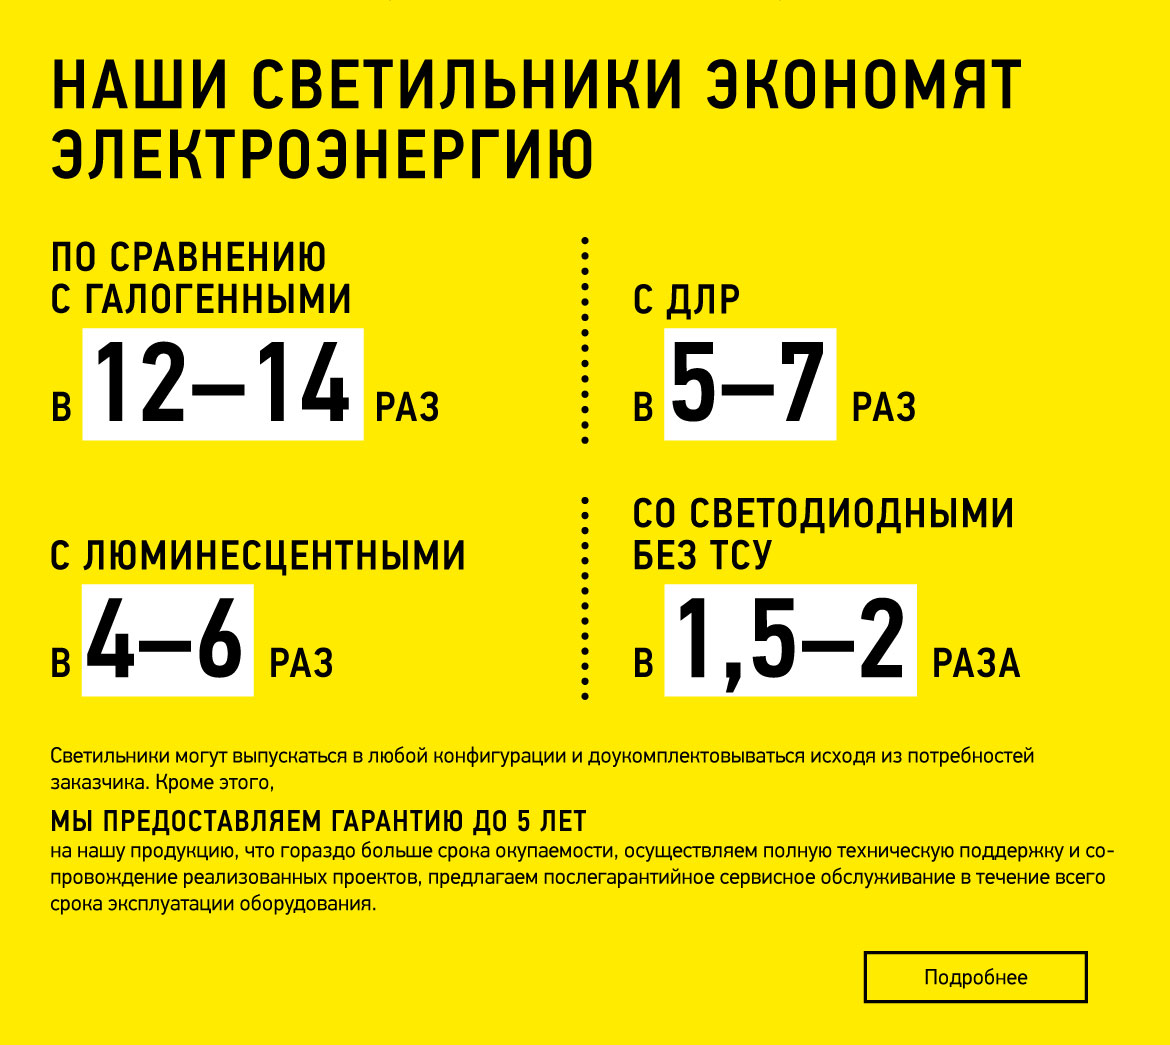 НАШИ СВЕТИЛЬНИКИ ЭКОНОМЯТ
ЭЛЕКТРОЭНЕРГИЮ
ПО СРАВНЕНИЮ
С ГАЛОГЕННЫМИ
В 12–14 РАЗ
С ДЛР
В 5–7 РАЗ
С ЛЮМИНЕСЦЕНТНЫМИ
В 4–6 РАЗ
СО СВЕТОДИОДНЫМИ
БЕЗ ТСУ
В 1,5–2 РАЗА
Светильники могут выпускаться в любой конфигурации и доукомплектовываться исходя из потребностей
заказчика. Кроме этого,
МЫ ПРЕДОСТАВЛЯЕМ ГАРАНТИЮ ДО 5 ЛЕТ
на нашу продукцию, что гораздо больше срока окупаемости, осуществляем полную техническую поддержку и со-
провождение реализованных проектов, предлагаем послегарантийное сервисное обслуживание в течение всего
срока эксплуатации оборудования.
Подробнее